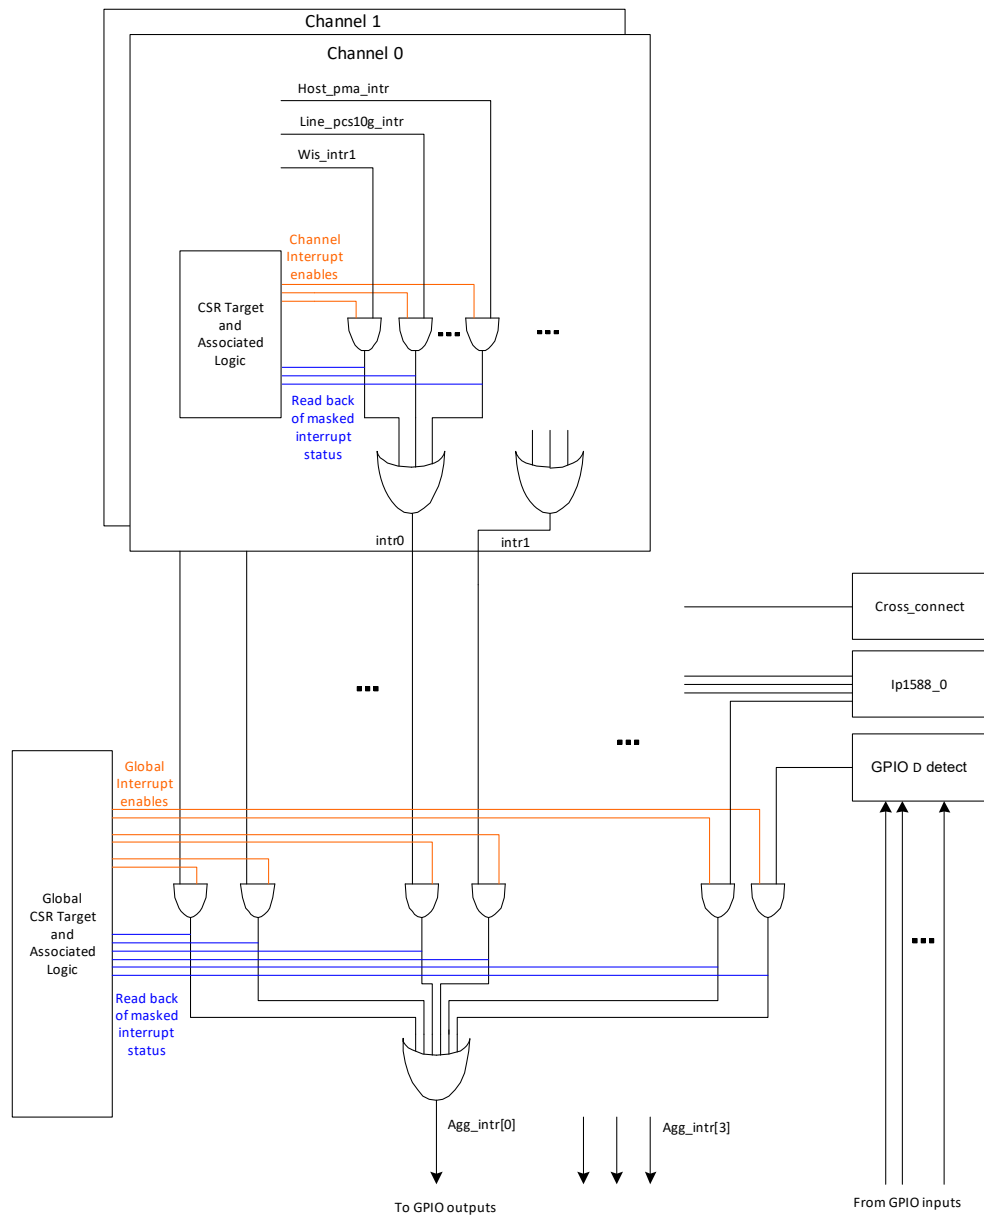 Channel 1
Channel 0
Host_pma_intr
Line_pcs10g_intr
Wis_intr1
Channel
Interrupt
enables
CSR Target
and
Associated
Logic
Read back
of masked
interrupt
status
intr0
intr1
Cross_connect
Ip1588_0
GPIO D detect
Global
Interrupt
enables
Global
CSR Target
and
Associated
Logic
Read back
of masked
interrupt
status
Agg_intr[0]
Agg_intr[3]
To GPIO outputs
From GPIO inputs